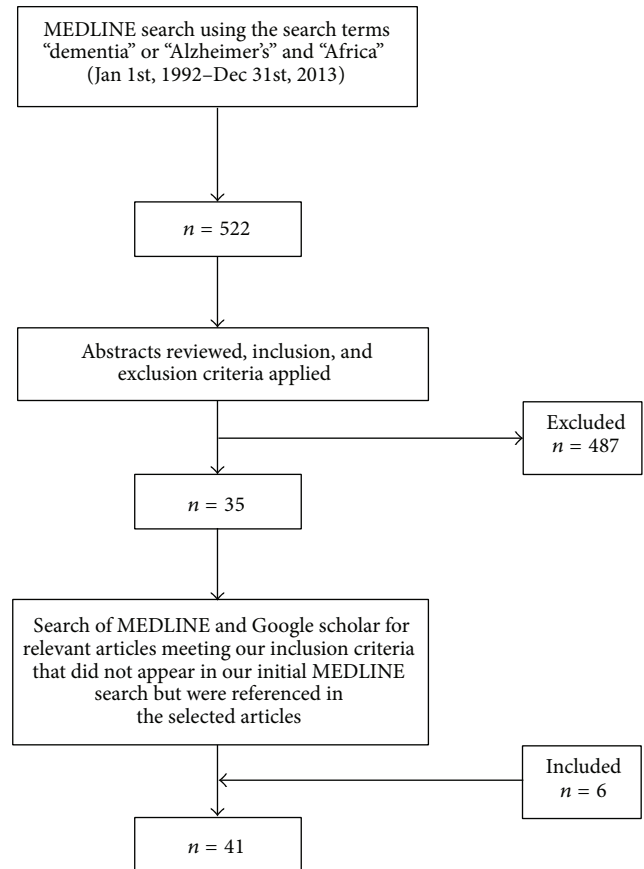 MEDLINE search using the search terms
“dementia” or “Alzheimer’s” and “Africa”
(Jan 1st, 1992–Dec 31st, 2013)
n = 522
Abstracts reviewed, inclusion, and
exclusion criteria applied
Excluded
n = 487
n = 35
Search of MEDLINE and Google scholar for
relevant articles meeting our inclusion criteria
that did not appear in our initial MEDLINE
search but were referenced in
the selected articles
Included
n = 6
n = 41